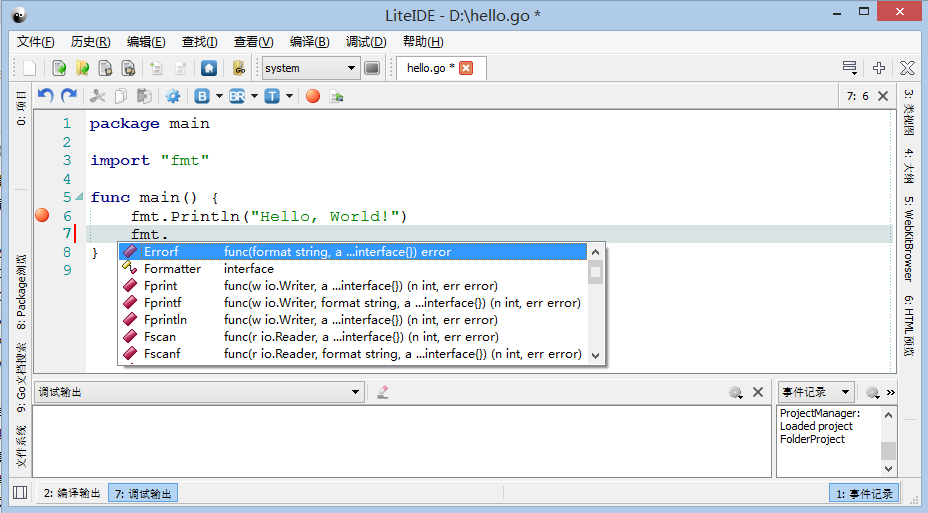 LiteIDE - D:\hello.go *
文件(F) 历史(R) 编辑(E) 查找(I) 查看(V) 编译(B) 调试(D) 帮助(H)
system hello.go *
B BR T 7: 6
0: 项目
8: Package浏览
9: Go文档搜索
文件系统
1 package main
2
3 import "fmt"
4
5 func main() {
6 fmt.Println("Hello, World!")
7 fmt.
8 }
9
Errorf func(format string, a ...interface{}) error
Formatter interface
Fprint func(w io.Writer, a ...interface{}) (n int, err error)
Fprintf func(w io.Writer, format string, a ...interface{}) (n int, err error)
Fprintln func(w io.Writer, a ...interface{}) (n int, err error)
Fscan func(r io.Reader, a ...interface{}) (n int, err error)
Fscanf func(r io.Reader, format string, a ...interface{}) (n int, err error)
3: 类视图
4: 大纲
5: WebKitBrowser
6: HTML预览
调试输出
事件记录 »
ProjectManager:
Loaded project
FolderProject
2: 编译输出 7: 调试输出 1: 事件记录